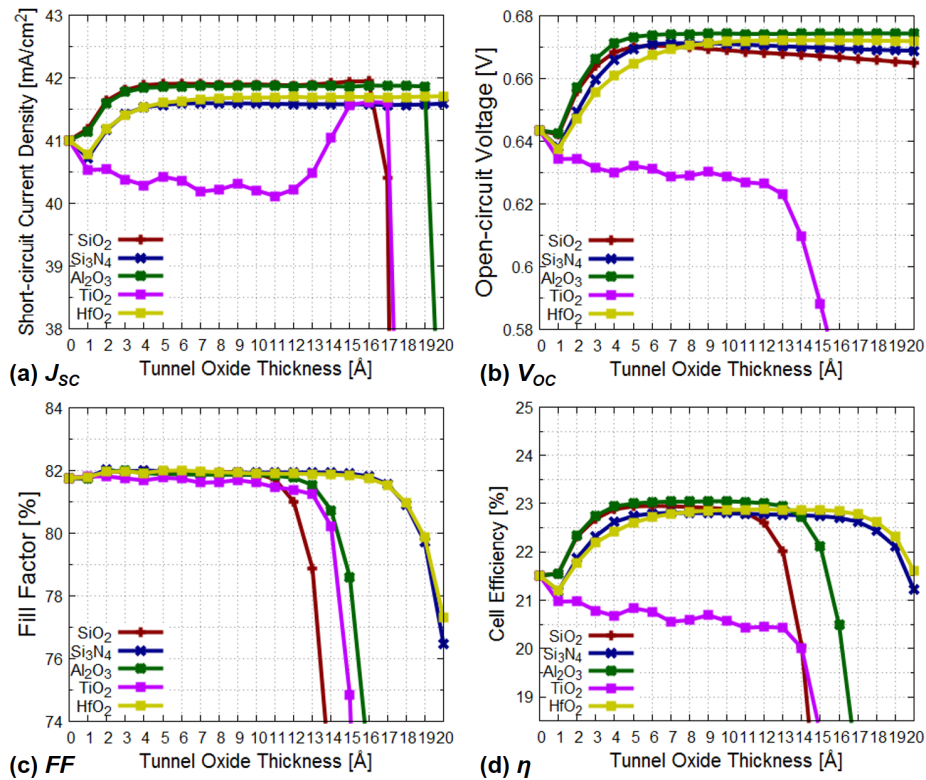 Short-circuit Current Density [mA/cm²]
43
42
41
40
39
38
SiO₂
Si₃N₄
Al₂O₃
TiO₂
HfO₂
0 1 2 3 4 5 6 7 8 9 10 11 12 13 14 15 16 17 18 19 20
Tunnel Oxide Thickness [Å]
(a) J_SC
Open-circuit Voltage [V]
0.68
0.66
0.64
0.62
0.6
0.58
SiO₂
Si₃N₄
Al₂O₃
TiO₂
HfO₂
0 1 2 3 4 5 6 7 8 9 10 11 12 13 14 15 16 17 18 19 20
Tunnel Oxide Thickness [Å]
(b) V_OC
Fill Factor [%]
84
82
80
78
76
74
SiO₂
Si₃N₄
Al₂O₃
TiO₂
HfO₂
0 1 2 3 4 5 6 7 8 9 10 11 12 13 14 15 16 17 18 19 20
Tunnel Oxide Thickness [Å]
(c) FF
Cell Efficiency [%]
25
24
23
22
21
20
19
SiO₂
Si₃N₄
Al₂O₃
TiO₂
HfO₂
0 1 2 3 4 5 6 7 8 9 10 11 12 13 14 15 16 17 18 19 20
Tunnel Oxide Thickness [Å]
(d) η